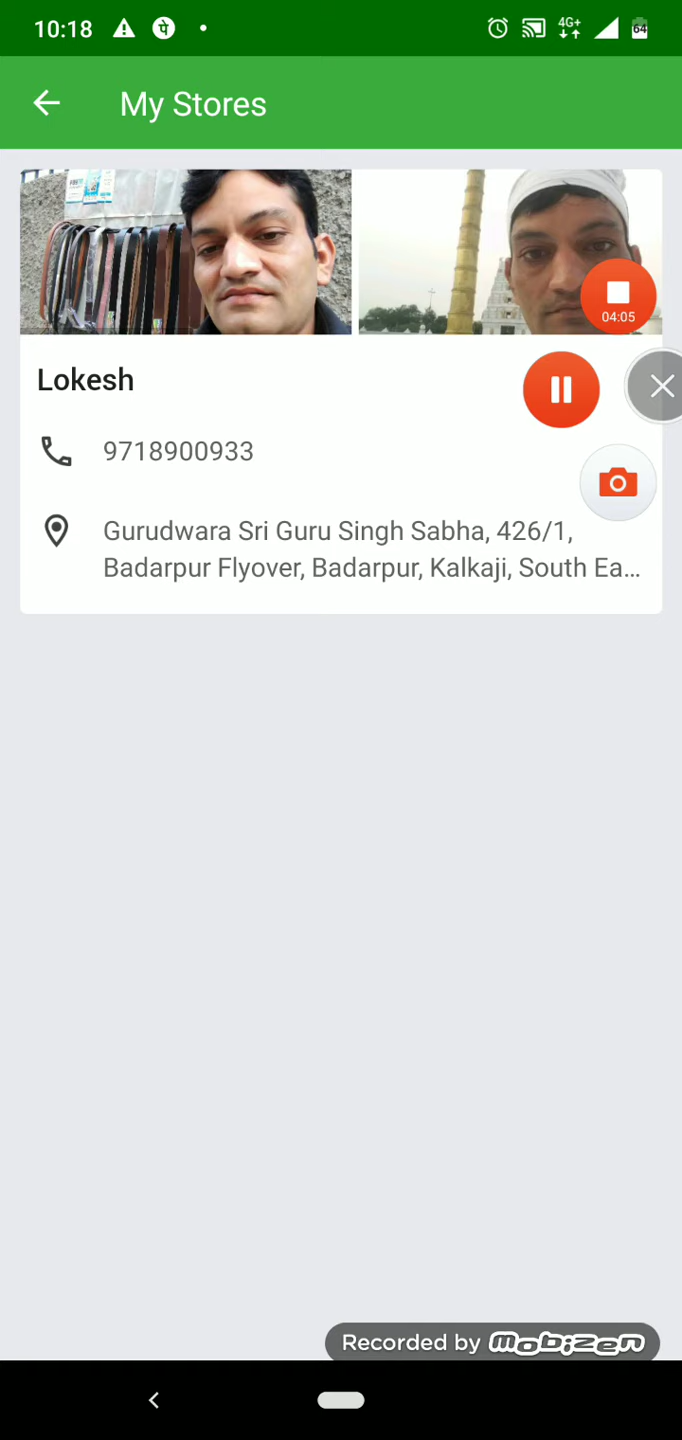 10:18
पे
4G+
64
My Stores
04:05
Lokesh
9718900933
Gurudwara Sri Guru Singh Sabha, 426/1,
Badarpur Flyover, Badarpur, Kalkaji, South Ea...
Recorded by mobizen